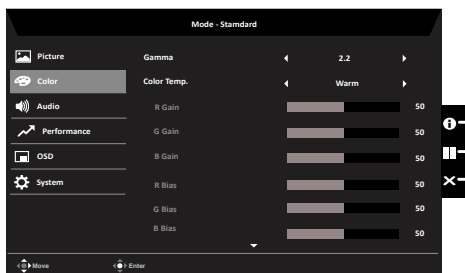 Mode - Stamdard
Picture
Gamma 2.2
Color
Color Temp. Warm
Audio
R Gain 50
Performance
G Gain 50
OSD
B Gain 50
System
R Bias 50
G Bias 50
B Bias 50
Move Enter